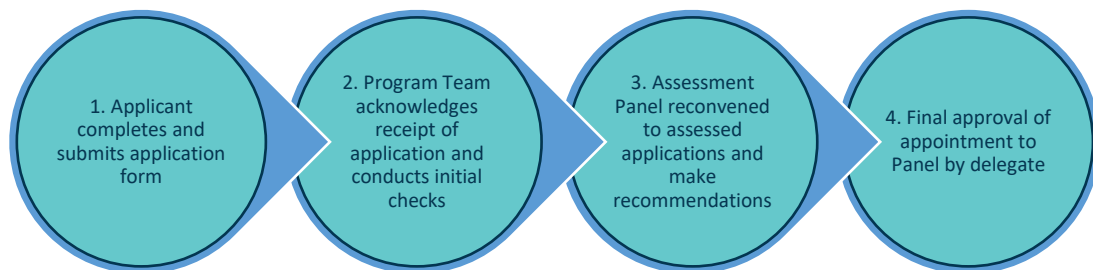 1. Applicant
completes and
submits application
form
2. Program Team
acknowledges
receipt of
application and
conducts initial
checks
3. Assessment
Panel reconvened
to assessed
applications and
make
recommendations
4. Final approval of
appointment to
Panel by delegate